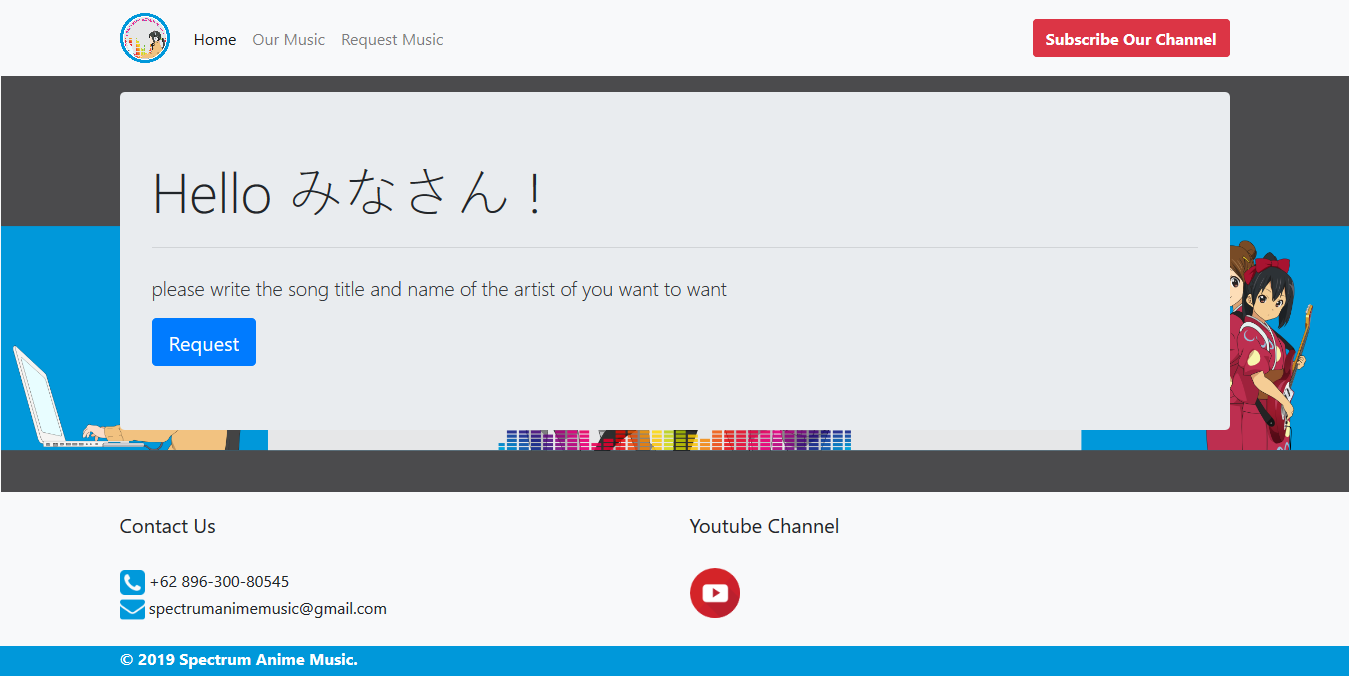 Home Our Music Request Music Subscribe Our Channel
Hello みなさん !
please write the song title and name of the artist of you want to want
Request
Contact Us
Youtube Channel
+62 896-300-80545
spectrumanimemusic@gmail.com
© 2019 Spectrum Anime Music.